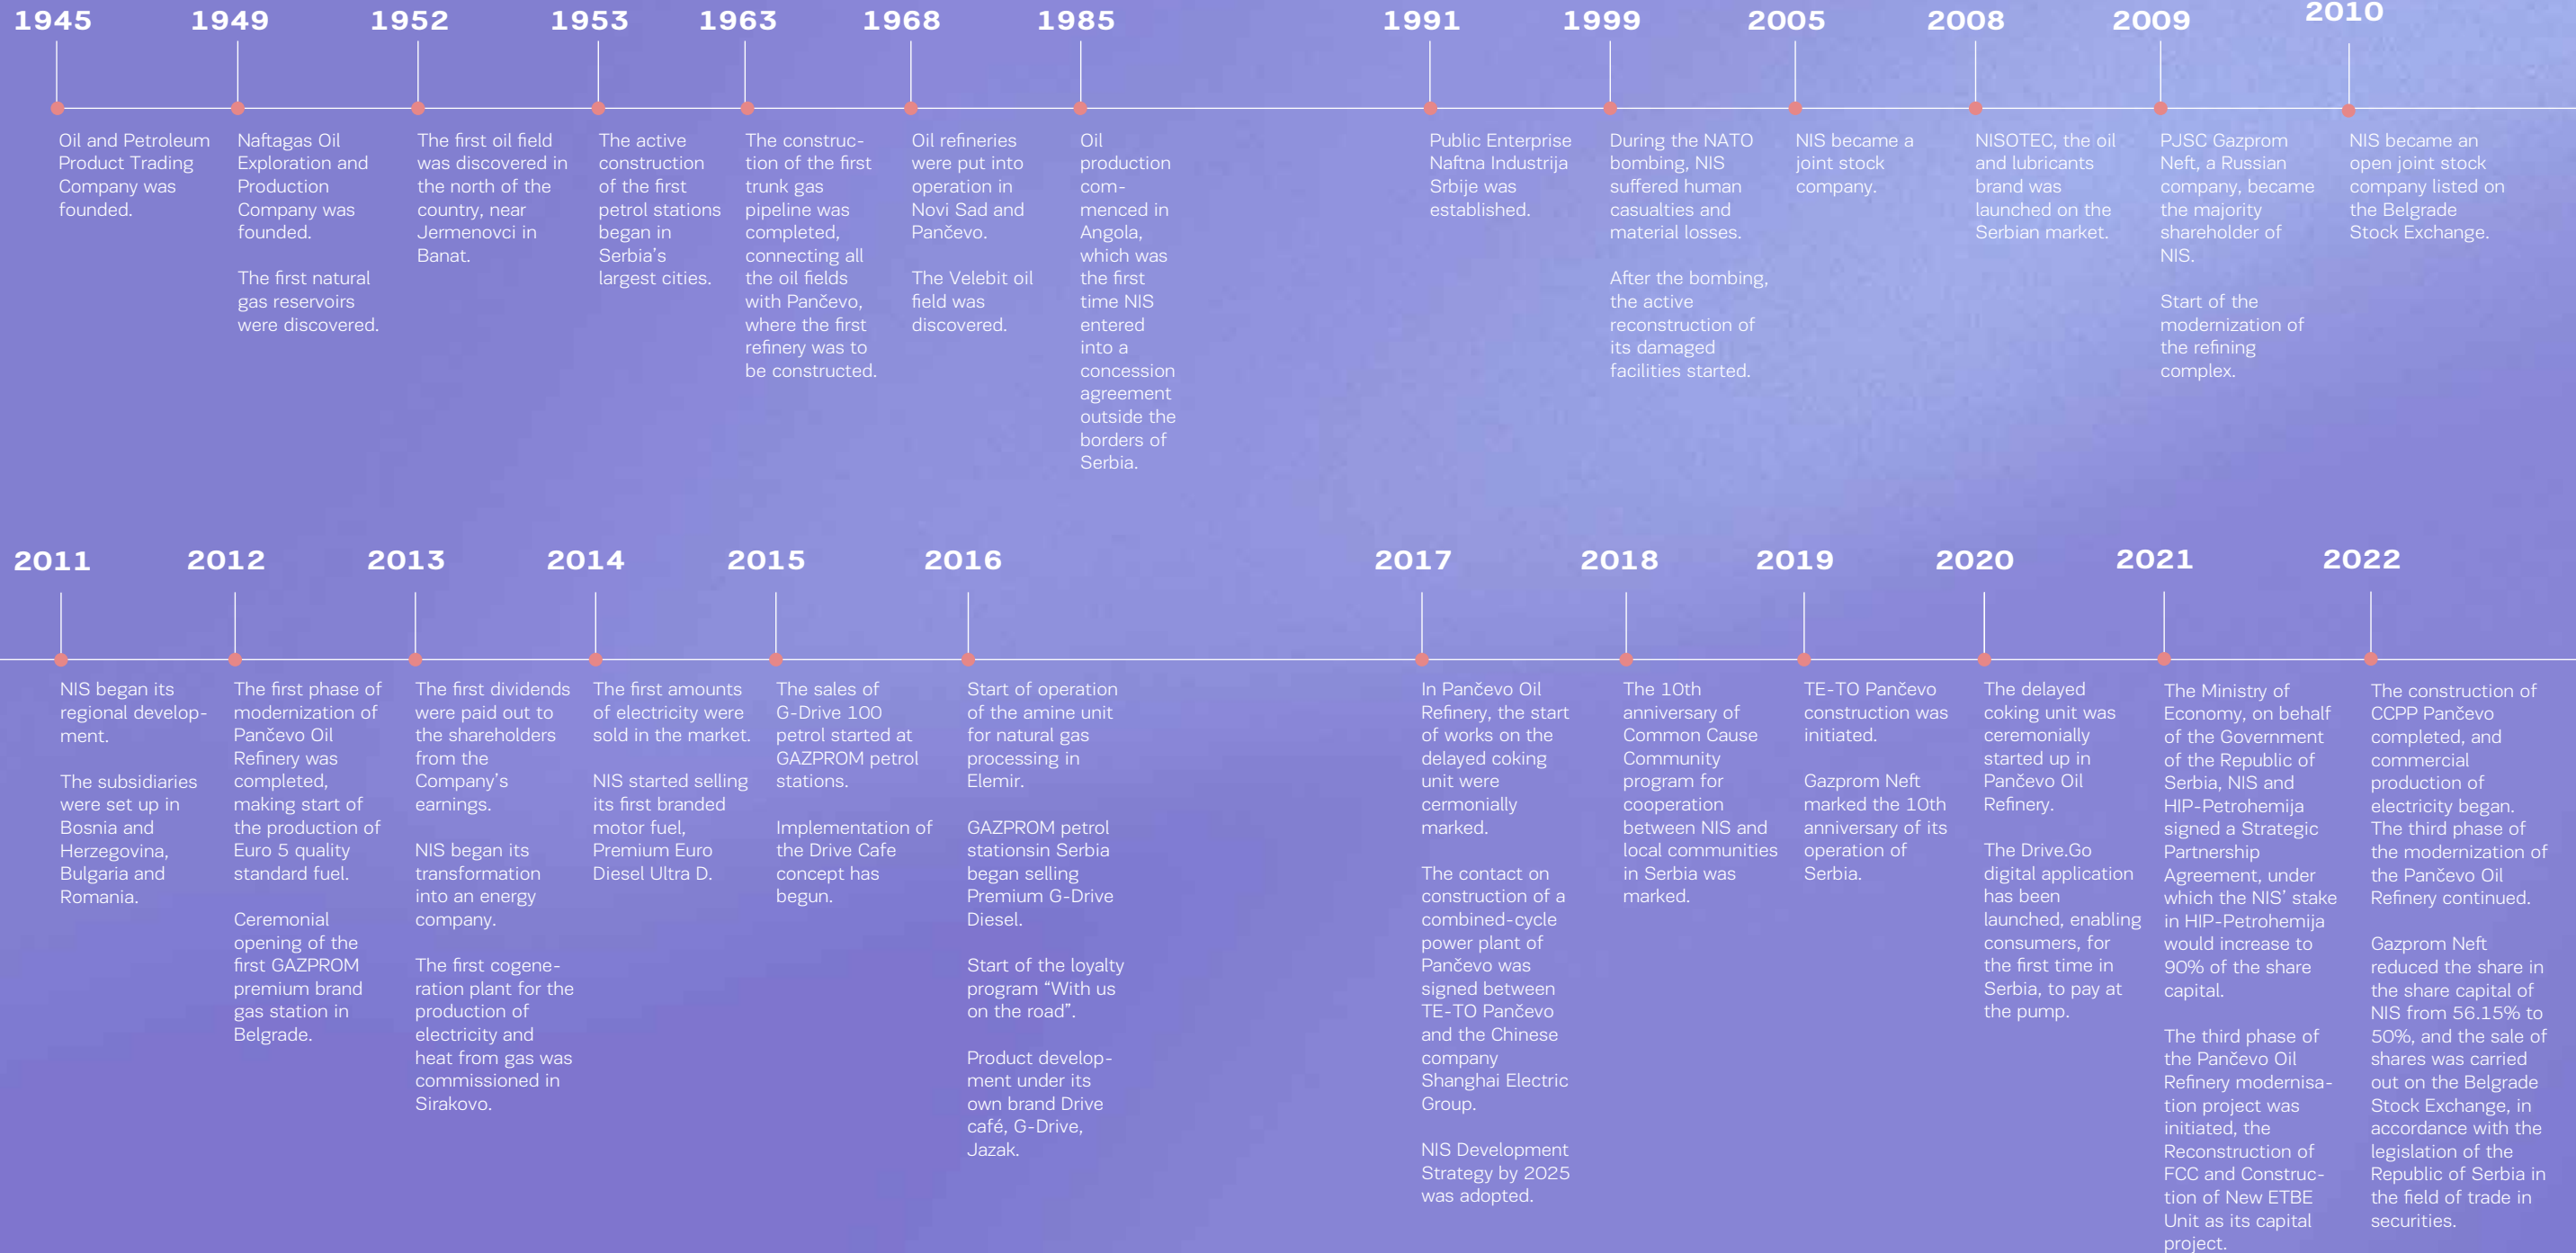 1945
Oil and Petroleum
Product Trading
Company was
founded.
1949
Naftagas Oil
Exploration and
Production
Company was
founded.
The first natural
gas reservoirs
were discovered.
1952
The first oil field
was discovered in
the north of the
country, near
Jermenovci in
Banat.
1953
The active
construction
of the first
petrol stations
began in
Serbia’s
largest cities.
1963
The construc-
tion of the first
trunk gas
pipeline was
completed,
connecting all
the oil fields
with Pančevo,
where the first
refinery was to
be constructed.
1968
Oil refineries
were put into
operation in
Novi Sad and
Pančevo.
The Velebit oil
field was
discovered.
1985
Oil
production
com-
menced in
Angola,
which was
the first
time NIS
entered
into a
concession
agreement
outside the
borders of
Serbia.
1991
Public Enterprise
Naftna Industrija
Srbije was
established.
1999
During the NATO
bombing, NIS
suffered human
casualties and
material losses.
After the bombing,
the active
reconstruction of
its damaged
facilities started.
2005
NIS became a
joint stock
company.
2008
NISOTEC, the oil
and lubricants
brand was
launched on the
Serbian market.
2009
PJSC Gazprom
Neft, a Russian
company, became
the majority
shareholder of
NIS.
Start of the
modernization of
the refining
complex.
2010
NIS became an
open joint stock
company listed on
the Belgrade
Stock Exchange.
2011
NIS began its
regional develop-
ment.
The subsidiaries
were set up in
Bosnia and
Herzegovina,
Bulgaria and
Romania.
2012
The first phase of
modernization of
Pančevo Oil
Refinery was
completed,
making start of
the production of
Euro 5 quality
standard fuel.
Ceremonial
opening of the
first GAZPROM
premium brand
gas station in
Belgrade.
2013
The first dividends
were paid out to
the shareholders
from the
Company’s
earnings.
NIS began its
transformation
into an energy
company.
The first cogene-
ration plant for the
production of
electricity and
heat from gas was
commissioned in
Sirakovo.
2014
The first amounts
of electricity were
sold in the market.
NIS started selling
its first branded
motor fuel,
Premium Euro
Diesel Ultra D.
2015
The sales of
G-Drive 100
petrol started at
GAZPROM petrol
stations.
Implementation of
the Drive Cafe
concept has
begun.
2016
Start of operation
of the amine unit
for natural gas
processing in
Elemir.
GAZPROM petrol
stationsin Serbia
began selling
Premium G-Drive
Diesel.
Start of the loyalty
program “With us
on the road”.
Product develop-
ment under its
own brand Drive
café, G-Drive,
Jazak.
2017
In Pančevo Oil
Refinery, the start
of works on the
delayed coking
unit were
cermonially
marked.
The contact on
construction of a
combined-cycle
power plant of
Pančevo was
signed between
TE-TO Pančevo
and the Chinese
company
Shanghai Electric
Group.
NIS Development
Strategy by 2025
was adopted.
2018
The 10th
anniversary of
Common Cause
Community
program for
cooperation
between NIS and
local communities
in Serbia was
marked.
2019
TE-TO Pančevo
construction was
initiated.
Gazprom Neft
marked the 10th
anniversary of its
operation of
Serbia.
2020
The delayed
coking unit was
ceremonially
started up in
Pančevo Oil
Refinery.
The Drive.Go
digital application
has been
launched, enabling
consumers, for
the first time in
Serbia, to pay at
the pump.
2021
The Ministry of
Economy, on behalf
of the Government
of the Republic of
Serbia, NIS and
HIP-Petrohemija
signed a Strategic
Partnership
Agreement, under
which the NIS’ stake
in HIP-Petrohemija
would increase to
90% of the share
capital.
The third phase of
the Pančevo Oil
Refinery modernisa-
tion project was
initiated, the
Reconstruction of
FCC and Construc-
tion of New ETBE
Unit as its capital
project.
2022
The construction of
CCPP Pančevo
completed, and
commercial
production of
electricity began.
The third phase of
the modernization of
the Pančevo Oil
Refinery continued.
Gazprom Neft
reduced the share in
the share capital of
NIS from 56.15% to
50%, and the sale of
shares was carried
out on the Belgrade
Stock Exchange, in
accordance with the
legislation of the
Republic of Serbia in
the field of trade in
securities.